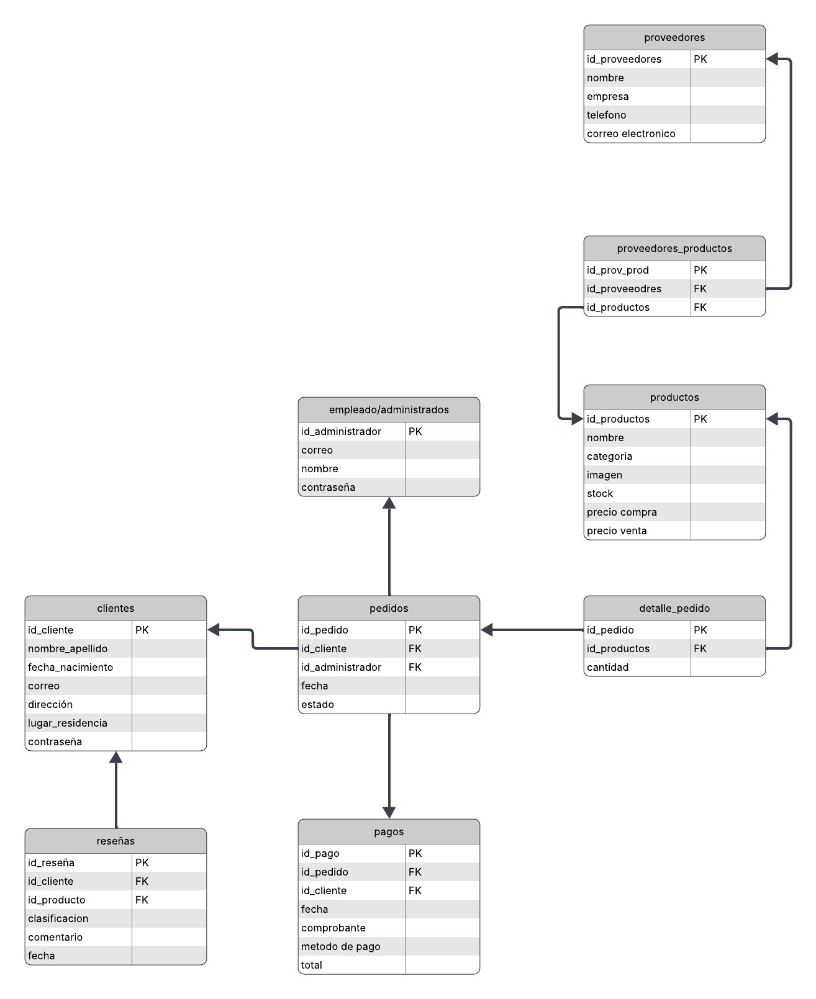 proveedores
id_proveedores PK
nombre
empresa
telefono
correo electronico
proveedores_productos
id_prov_prod PK
id_proveeodres FK
id_productos FK
productos
id_productos PK
nombre
categoria
imagen
stock
precio compra
precio venta
empleado/administrados
id_administrador PK
correo
nombre
contraseña
clientes
id_cliente PK
nombre_apellido
fecha_nacimiento
correo
dirección
lugar_residencia
contraseña
pedidos
id_pedido PK
id_cliente FK
id_administrador FK
fecha
estado
detalle_pedido
id_pedido PK
id_productos FK
cantidad
reseñas
id_reseña PK
id_cliente FK
id_producto FK
clasificacion
comentario
fecha
pagos
id_pago PK
id_pedido FK
id_cliente FK
fecha
comprobante
metodo de pago
total